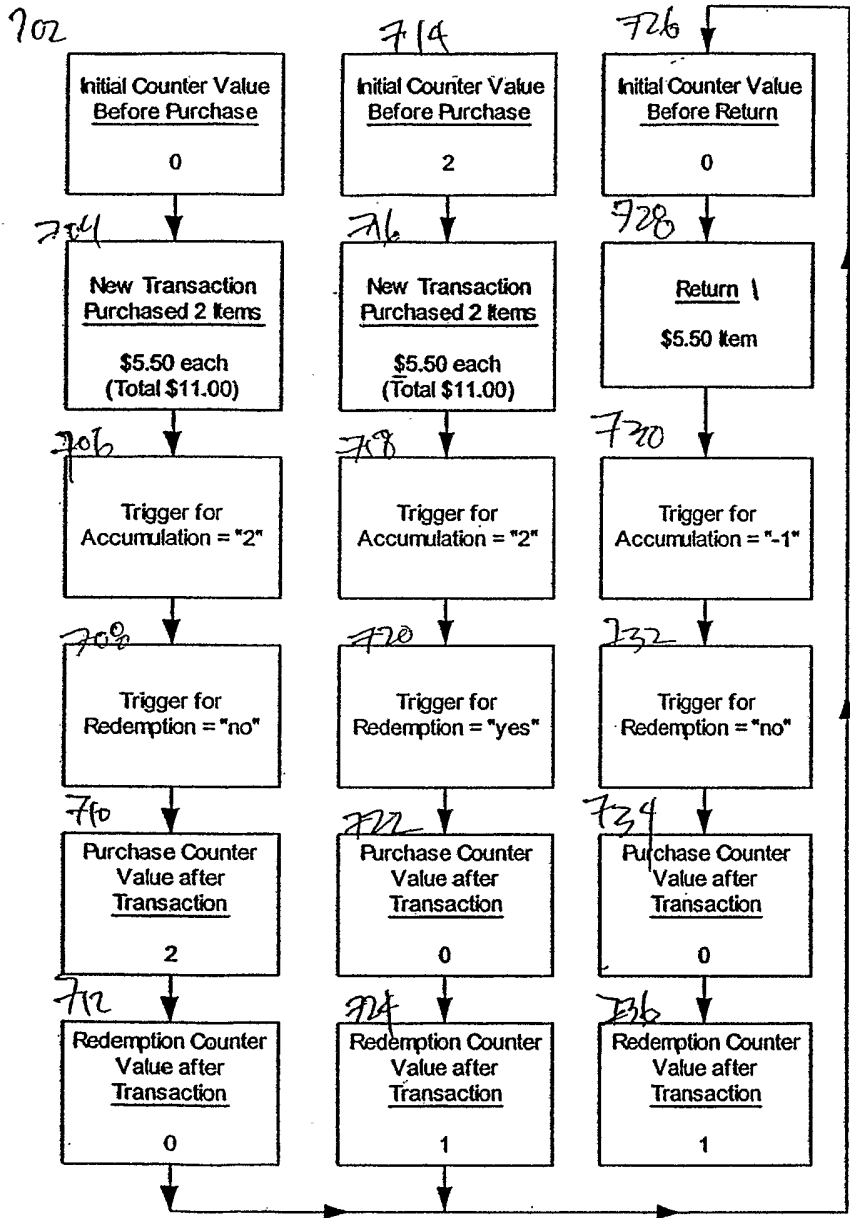 702
Initial Counter Value
Before Purchase
0
704
New Transaction
Purchased 2 Items
$5.50 each
(Total $11.00)
706
Trigger for
Accumulation = "2"
708
Trigger for
Redemption = "no"
710
Purchase Counter
Value after
Transaction
2
712
Redemption Counter
Value after
Transaction
0
714
Initial Counter Value
Before Purchase
2
716
New Transaction
Purchased 2 Items
$5.50 each
(Total $11.00)
718
Trigger for
Accumulation = "2"
720
Trigger for
Redemption = "yes"
722
Purchase Counter
Value after
Transaction
0
724
Redemption Counter
Value after
Transaction
1
726
Initial Counter Value
Before Return
0
728
Return 1
$5.50 Item
730
Trigger for
Accumulation = "-1"
732
Trigger for
Redemption = "no"
734
Purchase Counter
Value after
Transaction
0
736
Redemption Counter
Value after
Transaction
1